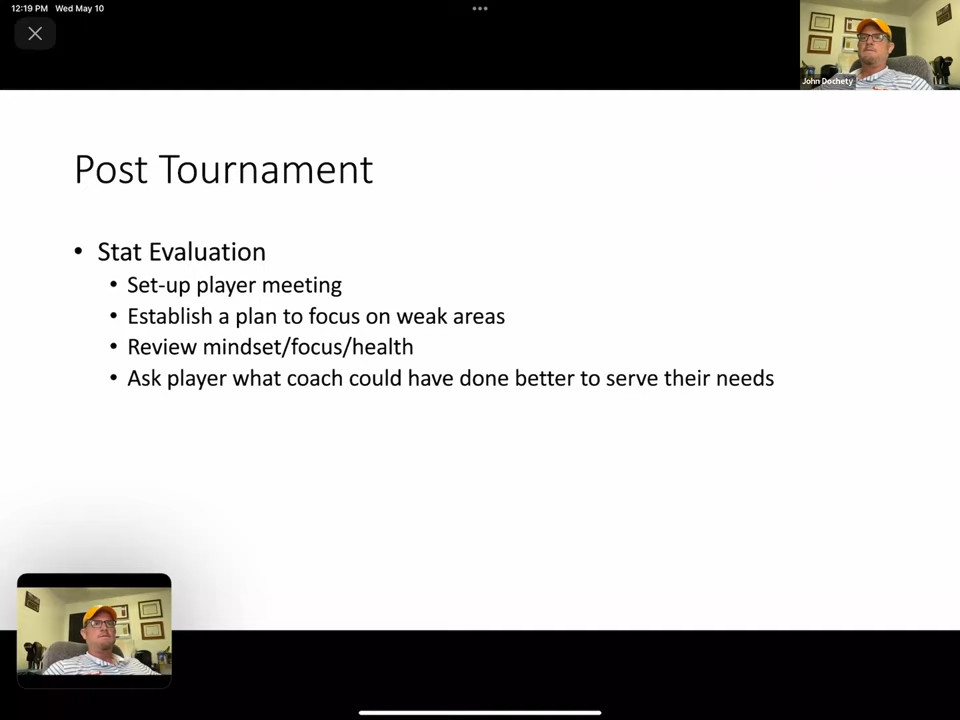 12:19 PM Wed May 10
John Dochety
Post Tournament
• Stat Evaluation
• Set-up player meeting
• Establish a plan to focus on weak areas
• Review mindset/focus/health
• Ask player what coach could have done better to serve their needs